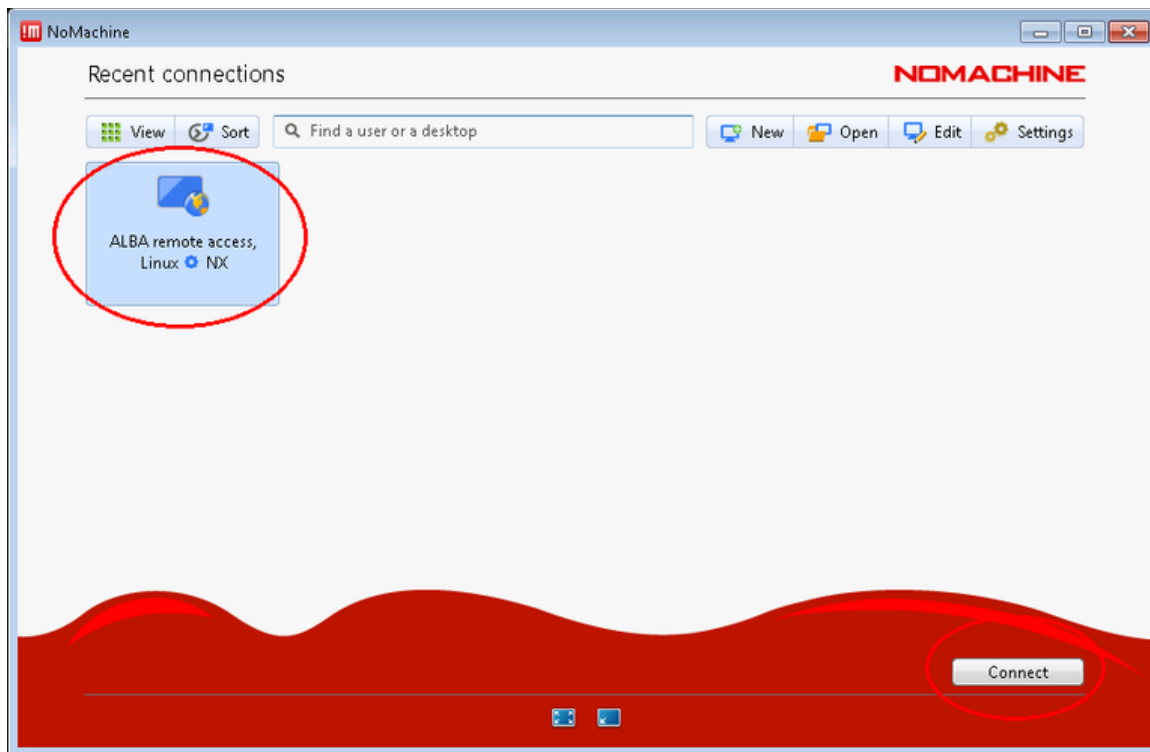 NoMachine
Recent connections
NOMACHINE
View Sort Find a user or a desktop New Open Edit Settings
ALBA remote access,
Linux NX
Connect